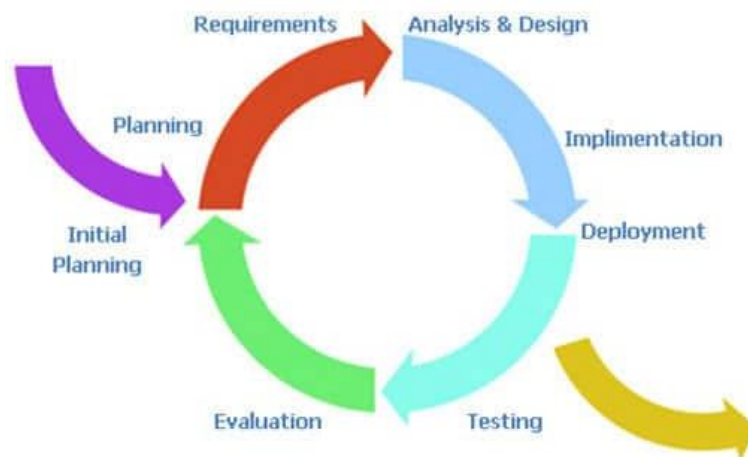 Requirements
Analysis & Design
Planning
Implimentation
Initial
Planning
Deployment
Evaluation
Testing